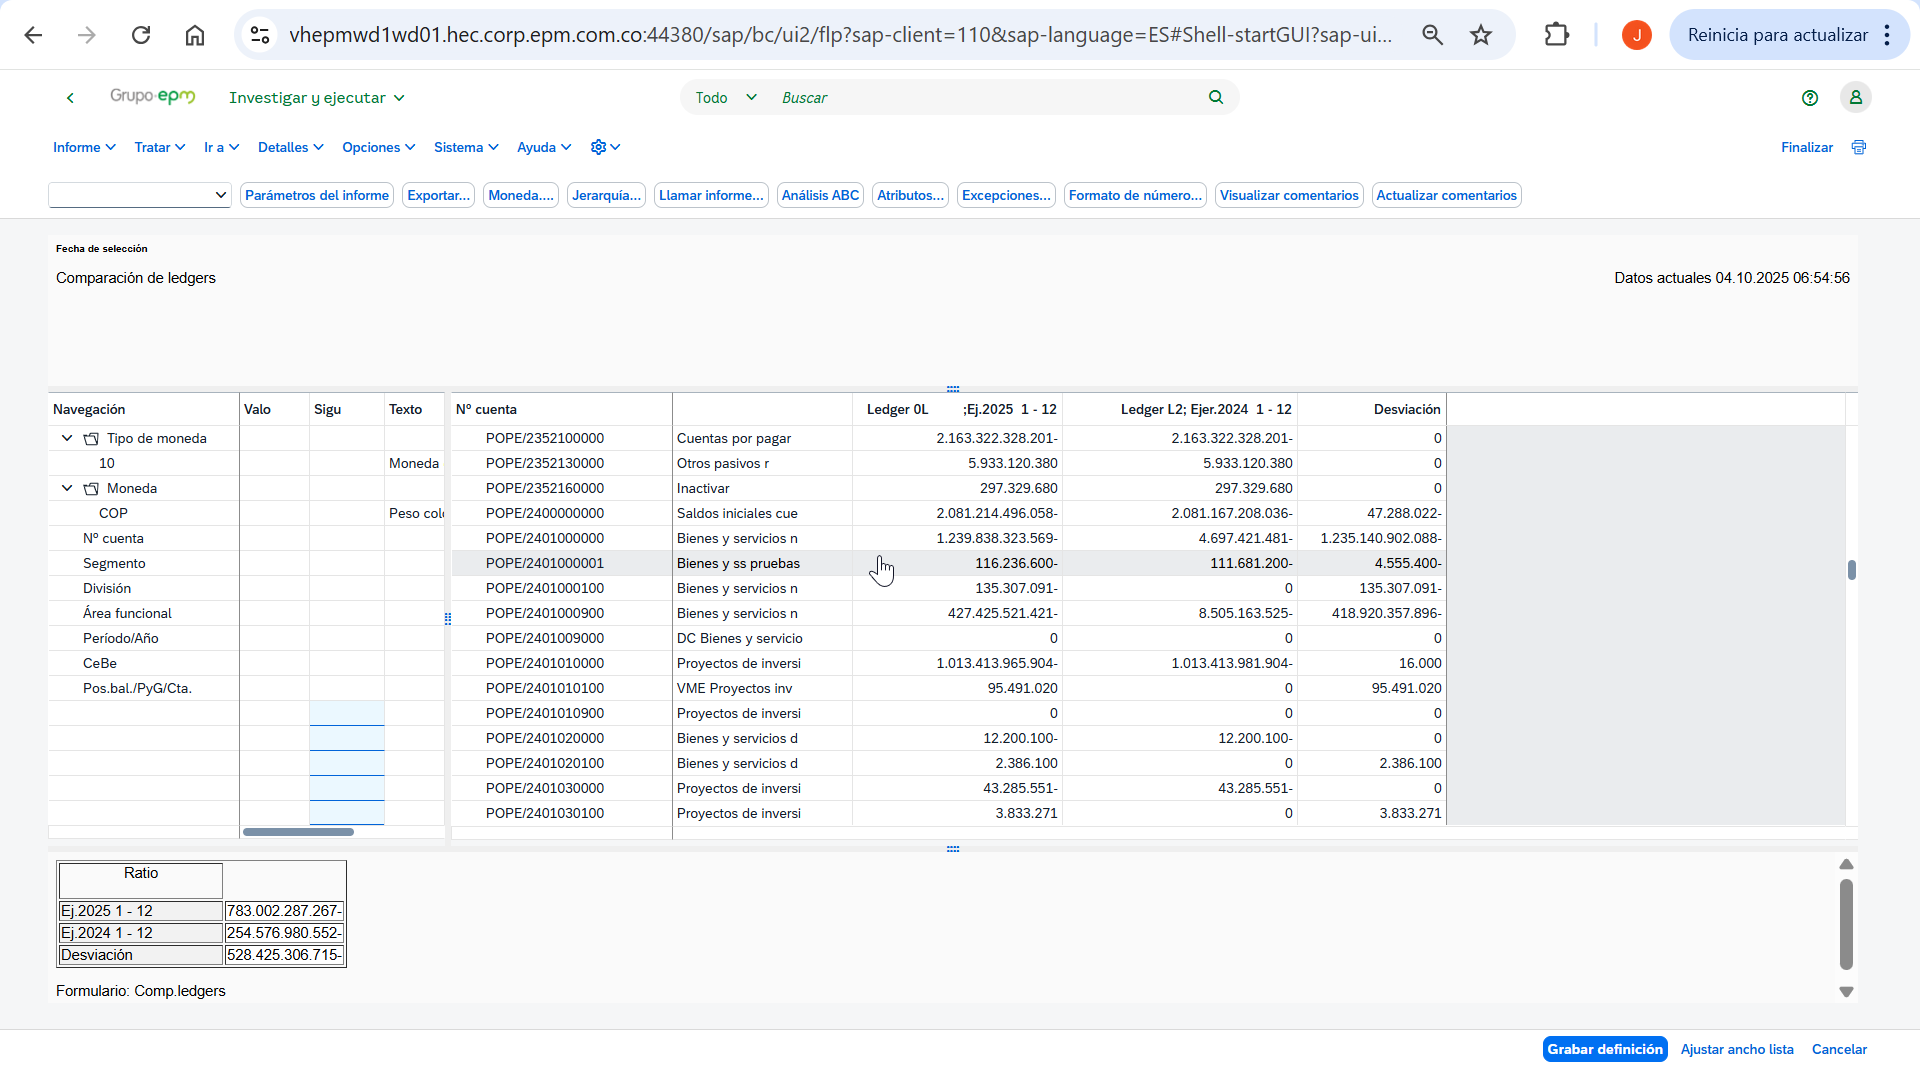 vhepmwd1wd01.hec.corp.epm.com.co:44380/sap/bc/ui2/flp?sap-client=110&sap-language=ES#Shell-startGUI?sap-ui...
J
Reinicia para actualizar
Grupo·epm
Investigar y ejecutar
Todo
Buscar
Informe
Tratar
Ir a
Detalles
Opciones
Sistema
Ayuda
Finalizar
Parámetros del informe
Exportar...
Moneda....
Jerarquía...
Llamar informe...
Análisis ABC
Atributos...
Excepciones...
Formato de número...
Visualizar comentarios
Actualizar comentarios
Fecha de selección
Comparación de ledgers
Datos actuales 04.10.2025 06:54:56
Navegación Valo Sigu Texto
Tipo de moneda
10 Moneda
Moneda
COP Peso col
Nº cuenta
Segmento
División
Área funcional
Período/Año
CeBe
Pos.bal./PyG/Cta.
Nº cuenta Ledger 0L ;Ej.2025 1 - 12 Ledger L2; Ejer.2024 1 - 12 Desviación
POPE/2352100000 Cuentas por pagar 2.163.322.328.201- 2.163.322.328.201- 0
POPE/2352130000 Otros pasivos r 5.933.120.380 5.933.120.380 0
POPE/2352160000 Inactivar 297.329.680 297.329.680 0
POPE/2400000000 Saldos iniciales cue 2.081.214.496.058- 2.081.167.208.036- 47.288.022-
POPE/2401000000 Bienes y servicios n 1.239.838.323.569- 4.697.421.481- 1.235.140.902.088-
POPE/2401000001 Bienes y ss pruebas 116.236.600- 111.681.200- 4.555.400-
POPE/2401000100 Bienes y servicios n 135.307.091- 0 135.307.091-
POPE/2401000900 Bienes y servicios n 427.425.521.421- 8.505.163.525- 418.920.357.896-
POPE/2401009000 DC Bienes y servicio 0 0 0
POPE/2401010000 Proyectos de inversi 1.013.413.965.904- 1.013.413.981.904- 16.000
POPE/2401010100 VME Proyectos inv 95.491.020 0 95.491.020
POPE/2401010900 Proyectos de inversi 0 0 0
POPE/2401020000 Bienes y servicios d 12.200.100- 12.200.100- 0
POPE/2401020100 Bienes y servicios d 2.386.100 0 2.386.100
POPE/2401030000 Proyectos de inversi 43.285.551- 43.285.551- 0
POPE/2401030100 Proyectos de inversi 3.833.271 0 3.833.271
Ratio
Ej.2025 1 - 12 783.002.287.267-
Ej.2024 1 - 12 254.576.980.552-
Desviación 528.425.306.715-
Formulario: Comp.ledgers
Grabar definición
Ajustar ancho lista
Cancelar